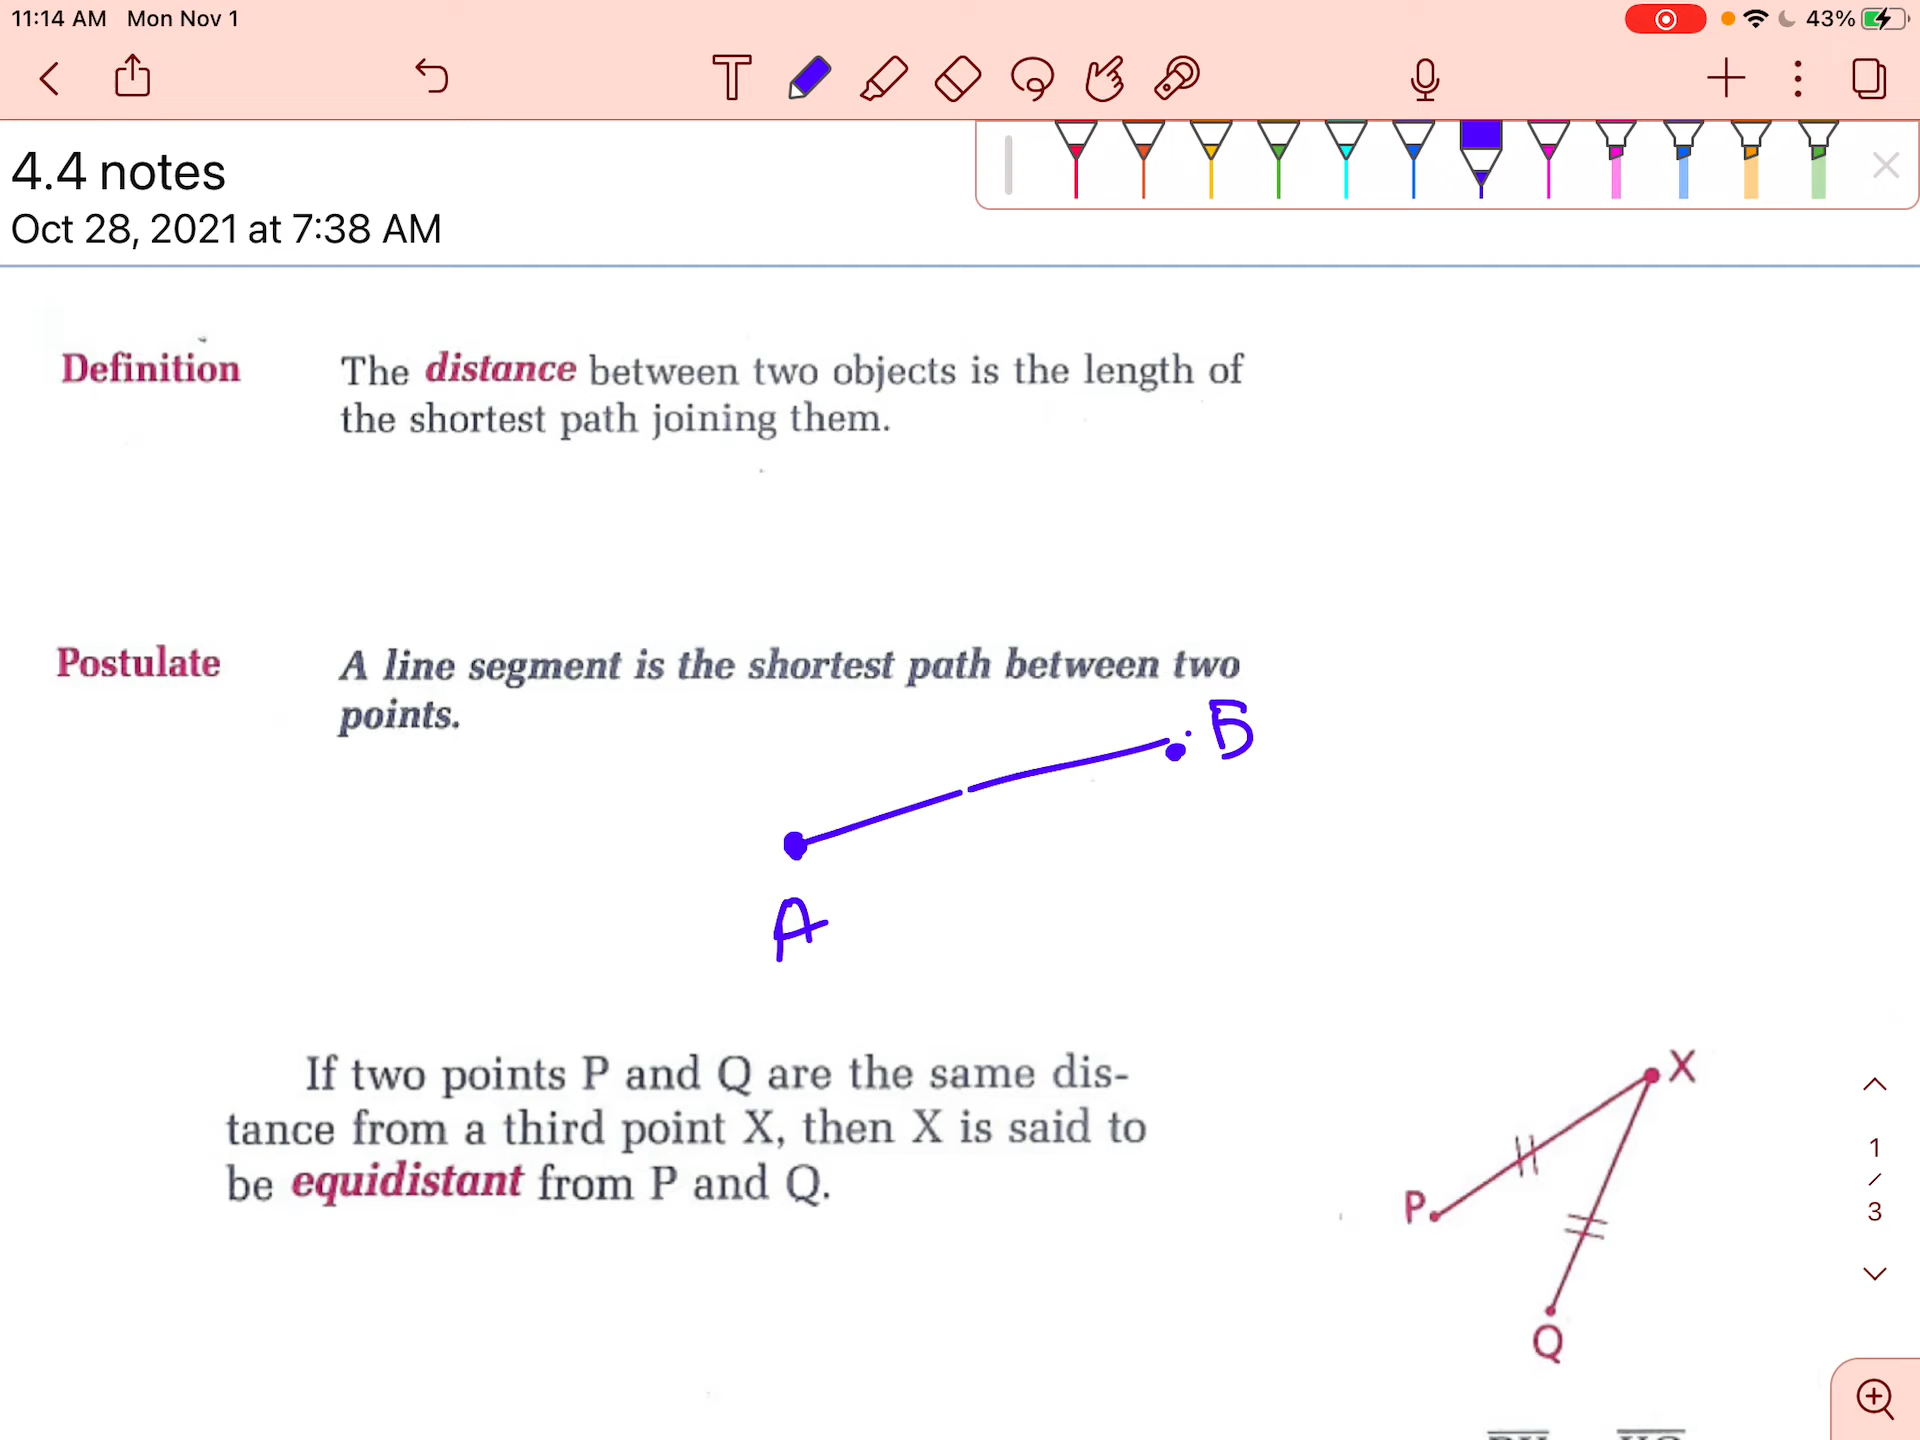 11:14 AM Mon Nov 1
43%
4.4 notes
Oct 28, 2021 at 7:38 AM
Definition
The distance between two objects is the length of
the shortest path joining them.
Postulate
A line segment is the shortest path between two
points.
B
A
If two points P and Q are the same dis-
tance from a third point X, then X is said to
be equidistant from P and Q.
X
P
Q
1
/
3